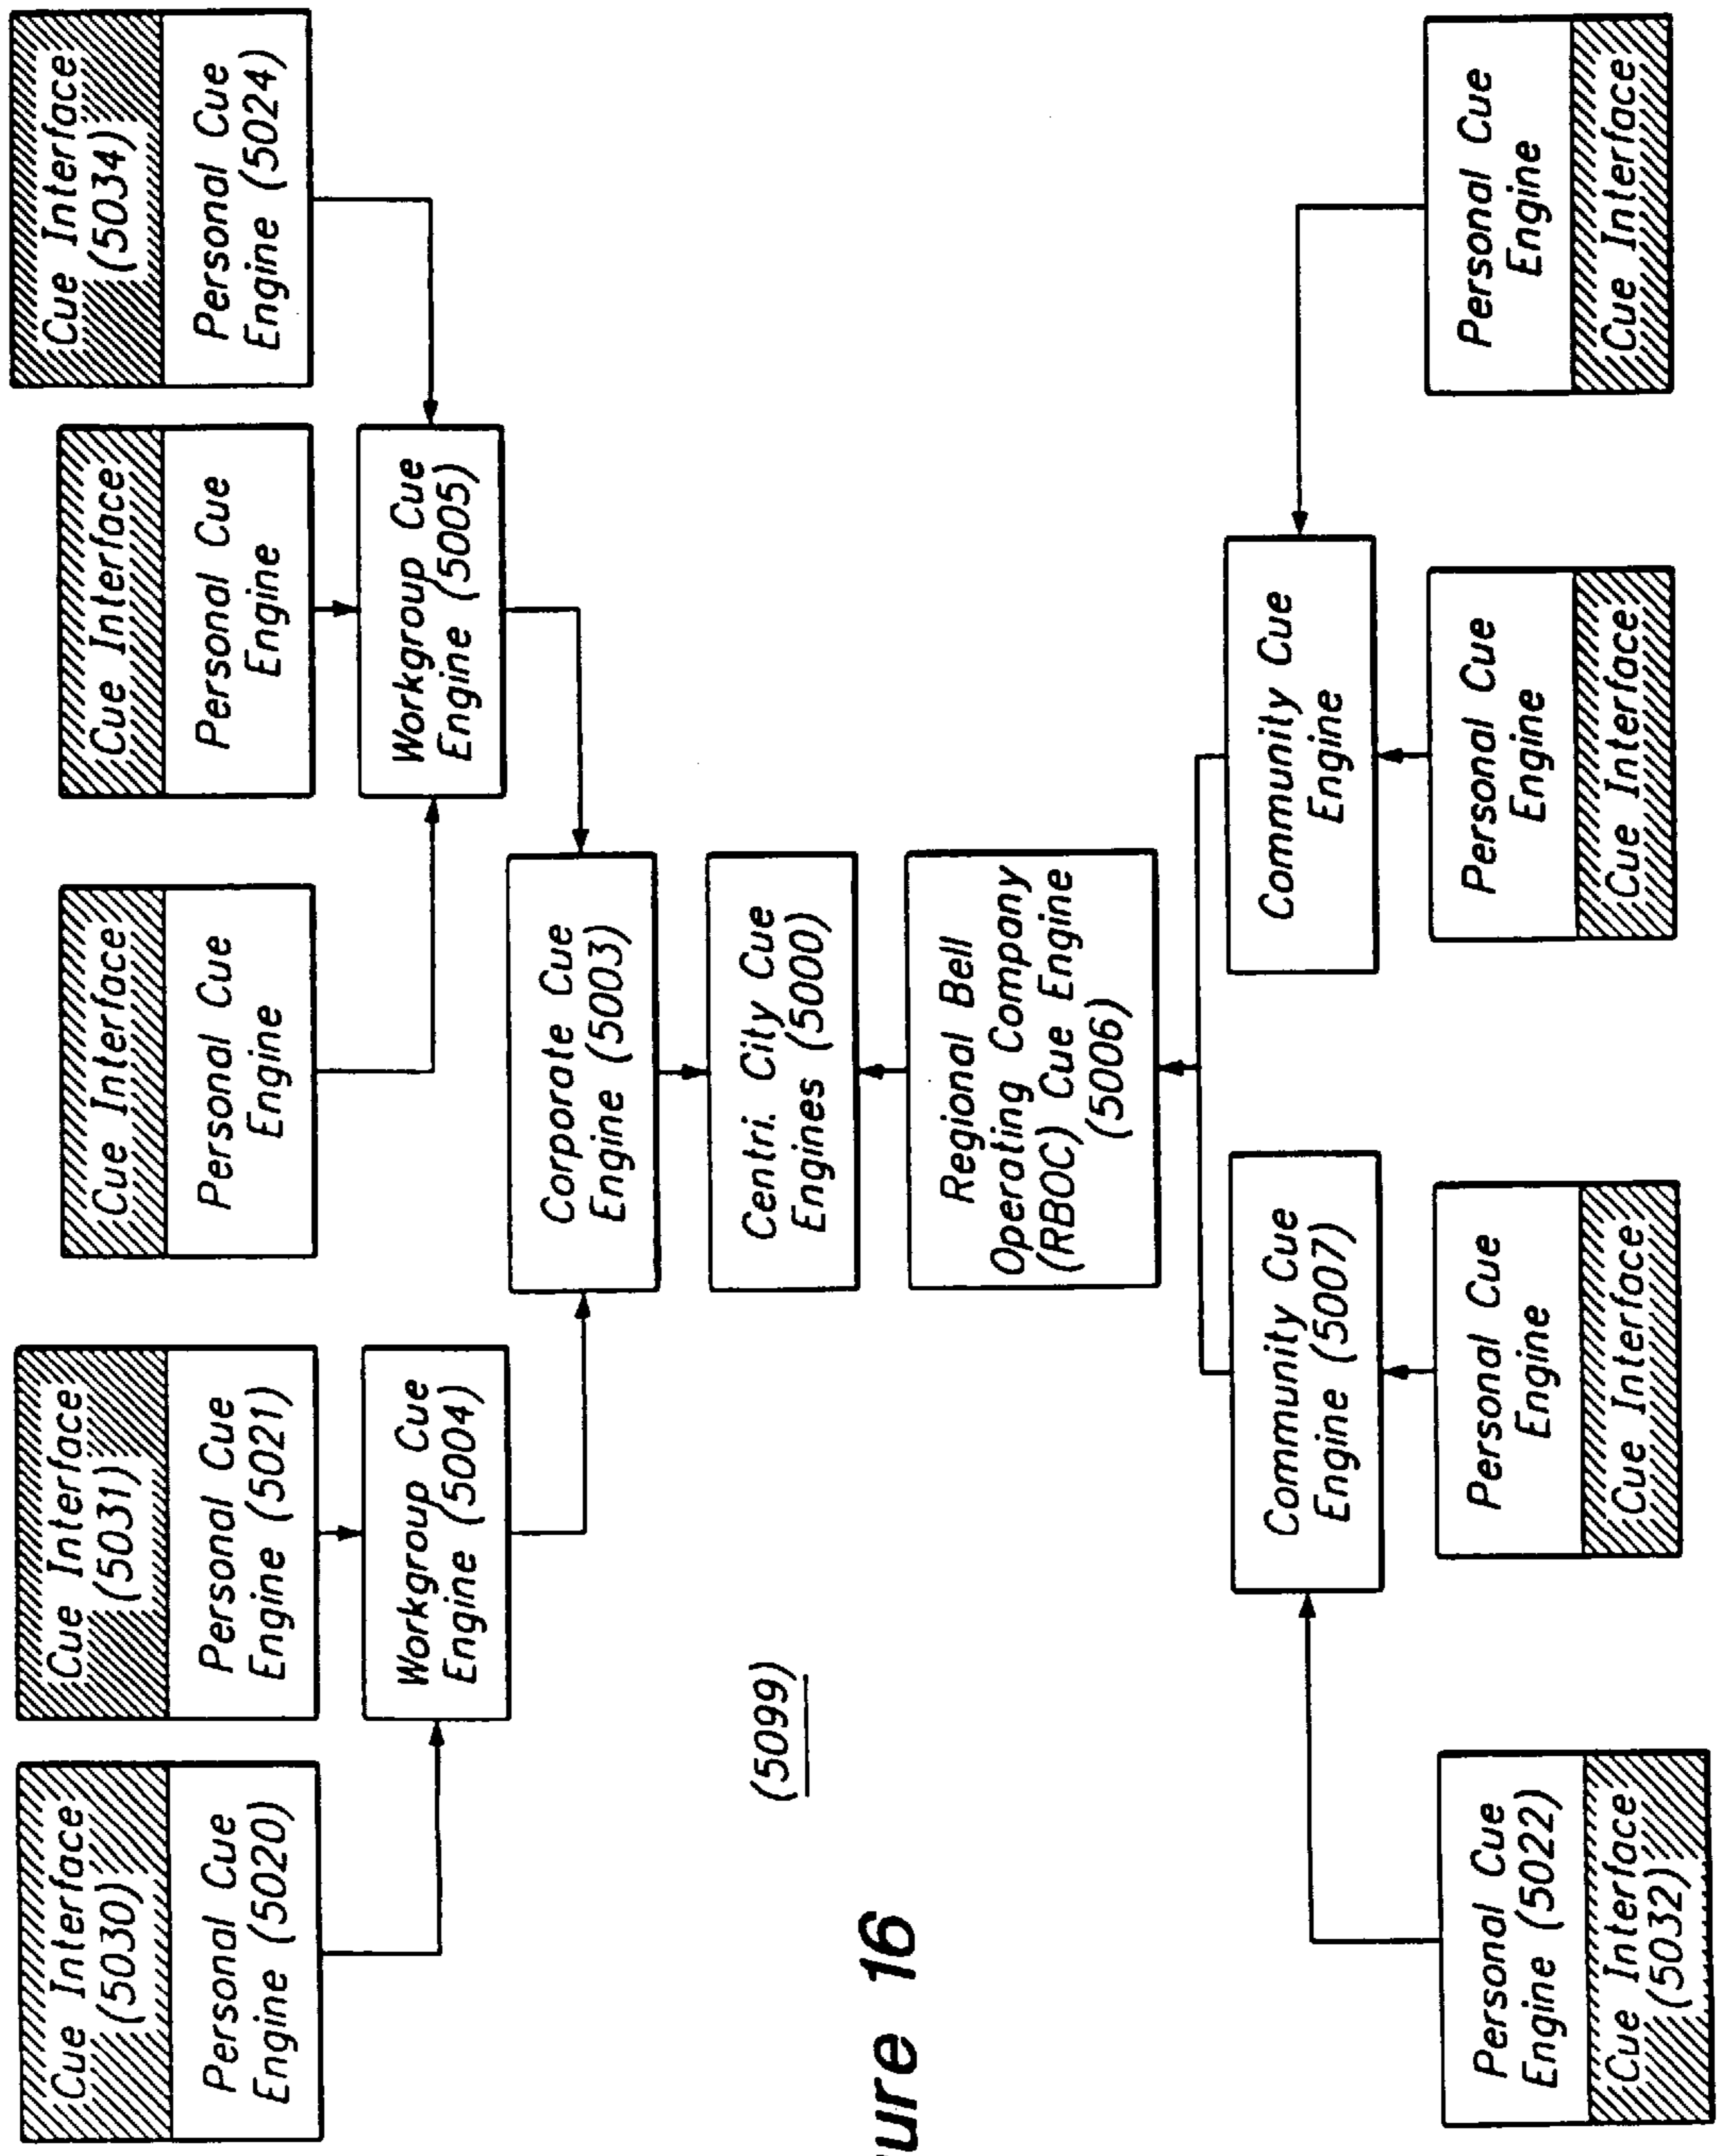 Cue Interface
(5030)
Personal Cue
Engine (5020)
Cue Interface
(5031)
Personal Cue
Engine (5021)
Cue Interface
Personal Cue
Engine
Cue Interface
Personal Cue
Engine
Cue Interface
(5034)
Personal Cue
Engine (5024)
Workgroup Cue
Engine (5004)
Workgroup Cue
Engine (5005)
Corporate Cue
Engine (5003)
(5099)
Centri. City Cue
Engines (5000)
ure 16
Regional Bell
Operating Company
(RBOC) Cue Engine
(5006)
Community Cue
Engine (5007)
Community Cue
Engine
Personal Cue
Engine (5022)
Cue Interface
(5032)
Personal Cue
Engine
Cue Interface
Personal Cue
Engine
Cue Interface
Personal Cue
Engine
Cue Interface